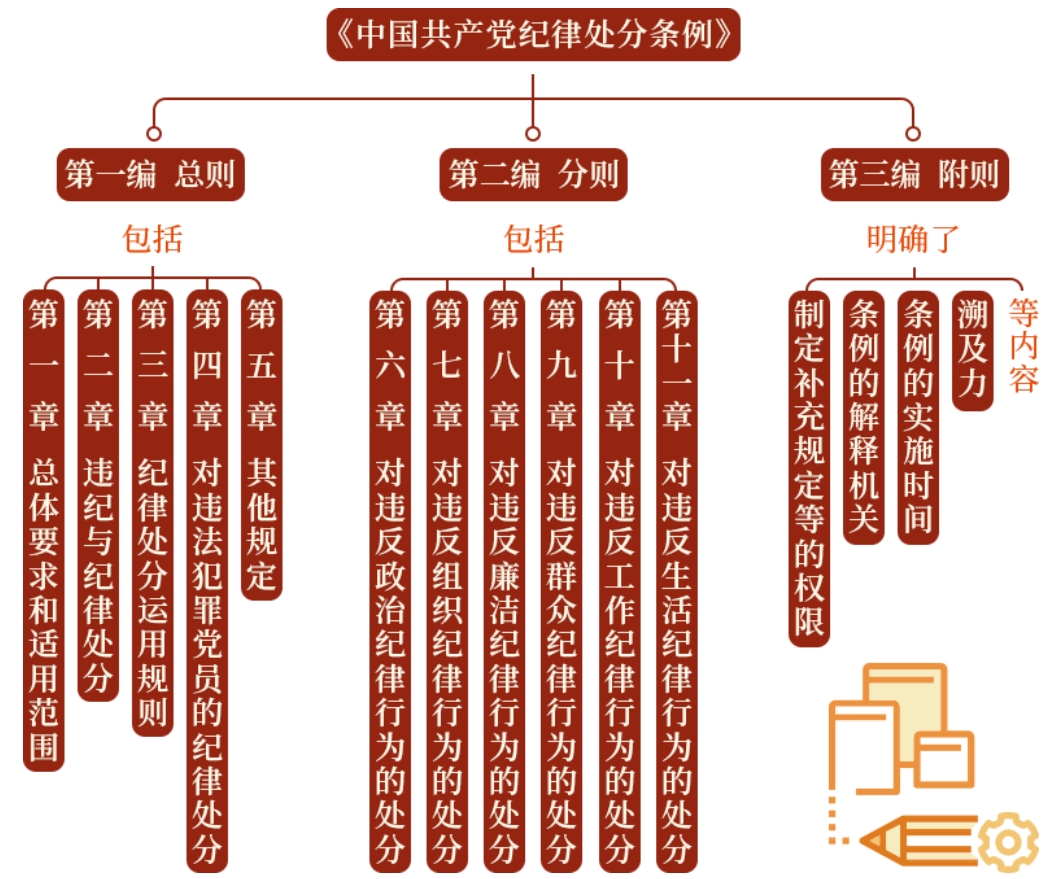 《中国共产党纪律处分条例》
第一编 总则
包括
第一章 总体要求和适用范围
第二章 违纪与纪律处分
第三章 纪律处分运用规则
第四章 对违法犯罪党员的纪律处分
第五章 其他规定
第二编 分则
包括
第六章 对违反政治纪律行为的处分
第七章 对违反组织纪律行为的处分
第八章 对违反廉洁纪律行为的处分
第九章 对违反群众纪律行为的处分
第十章 对违反工作纪律行为的处分
第十一章 对违反生活纪律行为的处分
第三编 附则
明确了
制定补充规定等的权限
条例的解释机关
条例的实施时间
溯及力
等内容